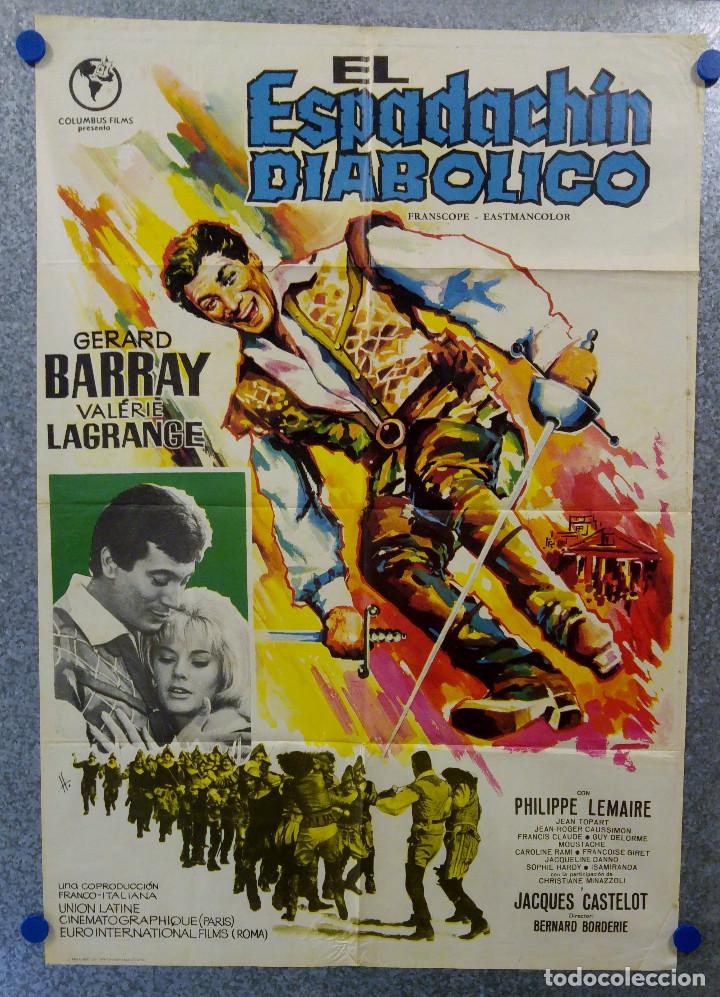 COLUMBUS FILMS
presenta
EL
Espadachín
DIABOLICO
FRANSCOPE - EASTMANCOLOR
GERARD
BARRAY
VALÉRIE
LAGRANGE
CON
PHILIPPE LEMAIRE
JEAN TOPART
JEAN-ROGER CAUSSIMON
FRANCIS CLAUDE • GUY DELORME
MOUSTACHE
CAROLINE RAMI • FRANCOISE GIRET
JACQUELINE DANNO
SOPHIE HARDY • ISAMIRANDA
con la participación de
CHRISTIANE MINAZZOLI
y
JACQUES CASTELOT
Director:
BERNARD BORDERIE
una COPRODUCCIÓN
FRANCO-ITALIANA
UNION LATINE
CINEMATOGRAPHIQUE (PARIS)
EURO INTERNATIONAL FILMS (ROMA)
todocoleccion